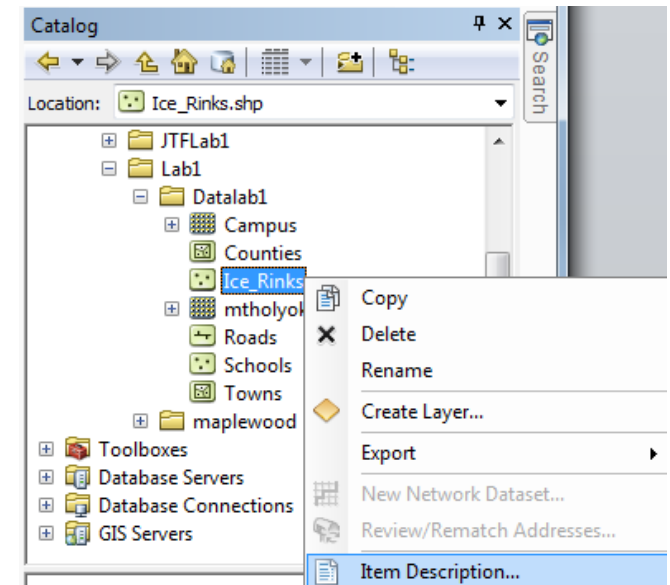 Catalog
Search
Location: Ice_Rinks.shp
JTFLab1
Lab1
Datalab1
Campus
Counties
Ice_Rinks
mtholyok
Roads
Schools
Towns
maplewood
Toolboxes
Database Servers
Database Connections
GIS Servers
Copy
Delete
Rename
Create Layer...
Export
New Network Dataset...
Review/Rematch Addresses...
Item Description...